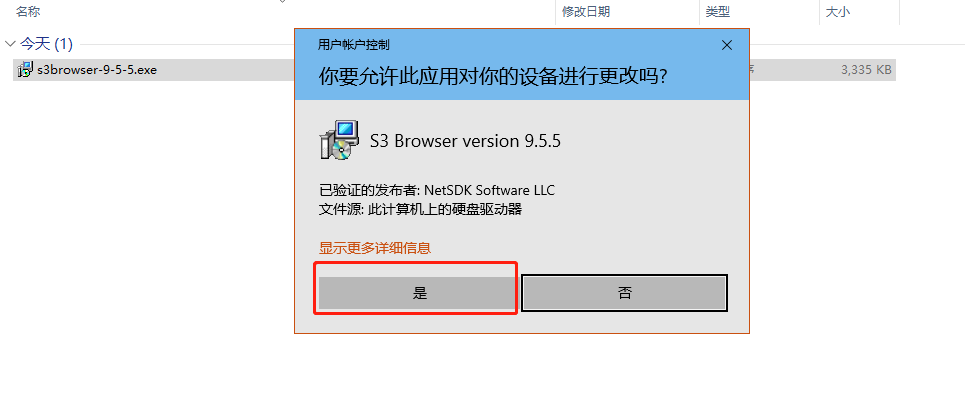 名称 修改日期 类型 大小
今天 (1)
s3browser-9-5-5.exe 序 3,335 KB
用户帐户控制
你要允许此应用对你的设备进行更改吗?
S3 Browser version 9.5.5
已验证的发布者: NetSDK Software LLC
文件源: 此计算机上的硬盘驱动器
显示更多详细信息
是 否